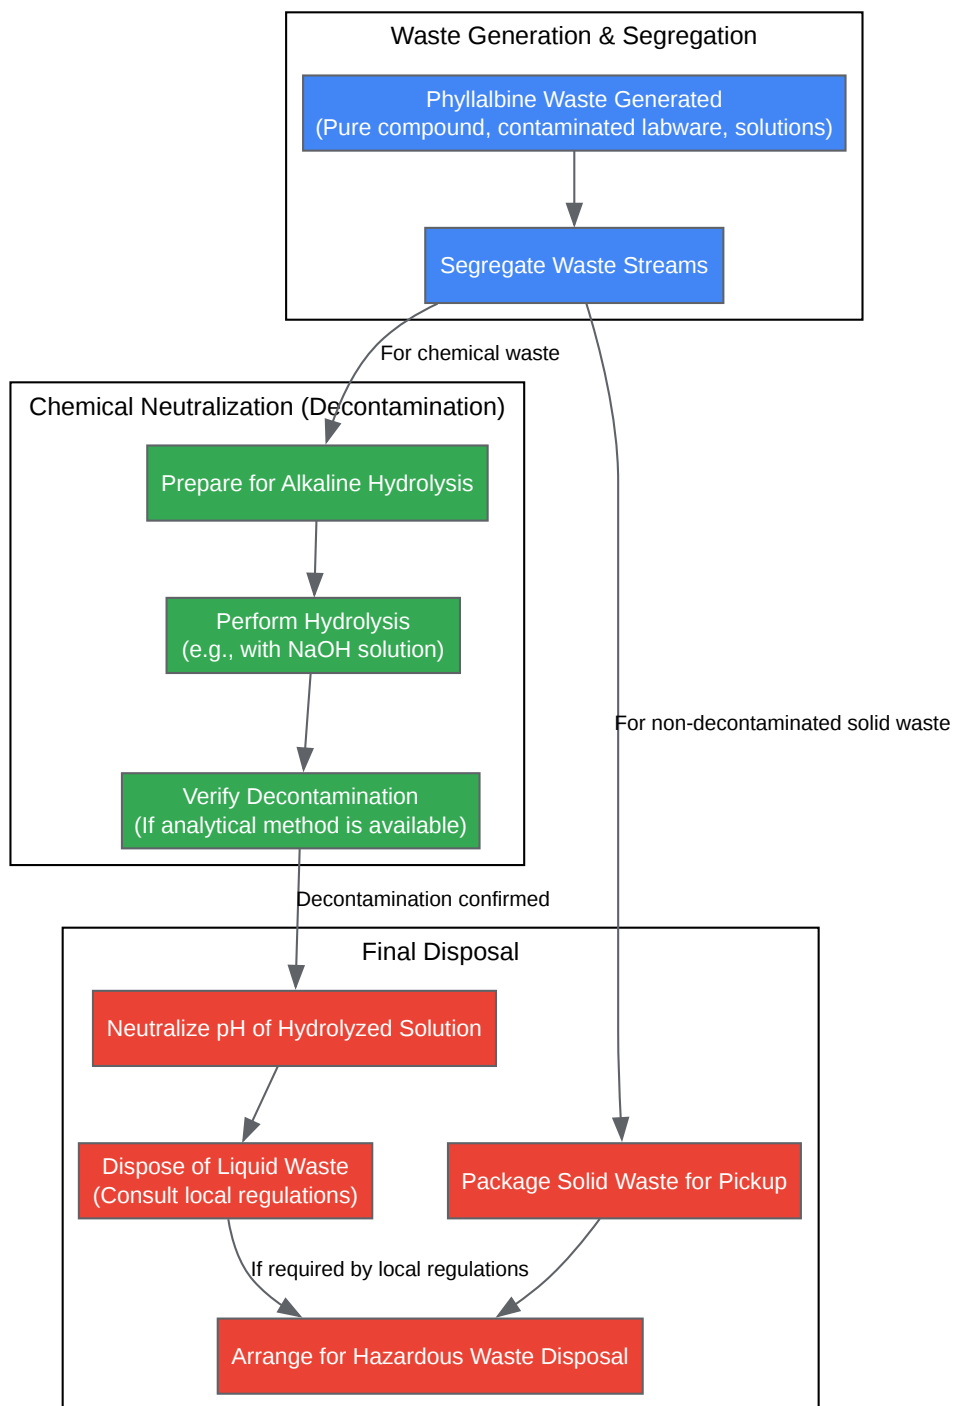 Waste Generation & Segregation
Phyllalbine Waste Generated
(Pure compound, contaminated labware, solutions)
Segregate Waste Streams
For chemical waste
Chemical Neutralization (Decontamination)
Prepare for Alkaline Hydrolysis
Perform Hydrolysis
(e.g., with NaOH solution)
For non-decontaminated solid waste
Verify Decontamination
(If analytical method is available)
Decontamination confirmed
Final Disposal
Neutralize pH of Hydrolyzed Solution
Dispose of Liquid Waste
(Consult local regulations)
Package Solid Waste for Pickup
If required by local regulations
Arrange for Hazardous Waste Disposal